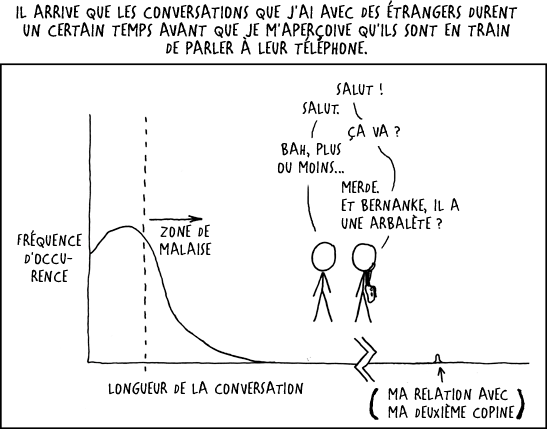 IL ARRIVE QUE LES CONVERSATIONS QUE J'AI AVEC DES ÉTRANGERS DURENT
UN CERTAIN TEMPS AVANT QUE JE M'APERÇOIVE QU'ILS SONT EN TRAIN
DE PARLER À LEUR TÉLÉPHONE.
SALUT !
SALUT.
ÇA VA ?
BAH, PLUS
OU MOINS...
MERDE.
ET BERNANKE, IL A
UNE ARBALÈTE ?
ZONE DE
MALAISE
FRÉQUENCE
D'OCCU-
RENCE
LONGUEUR DE LA CONVERSATION
( MA RELATION AVEC
MA DEUXIÈME COPINE )